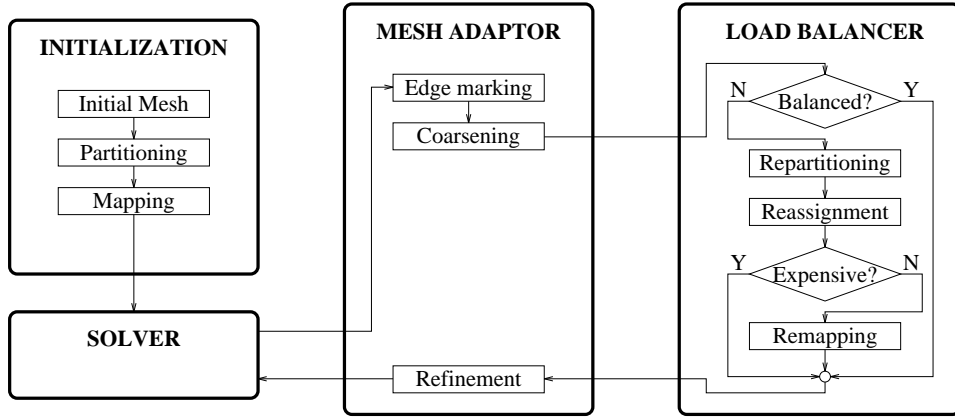 INITIALIZATION
Initial Mesh
Partitioning
Mapping
SOLVER
MESH ADAPTOR
Edge marking
Coarsening
Refinement
LOAD BALANCER
N
Balanced?
Y
Repartitioning
Reassignment
Y
Expensive?
N
Remapping